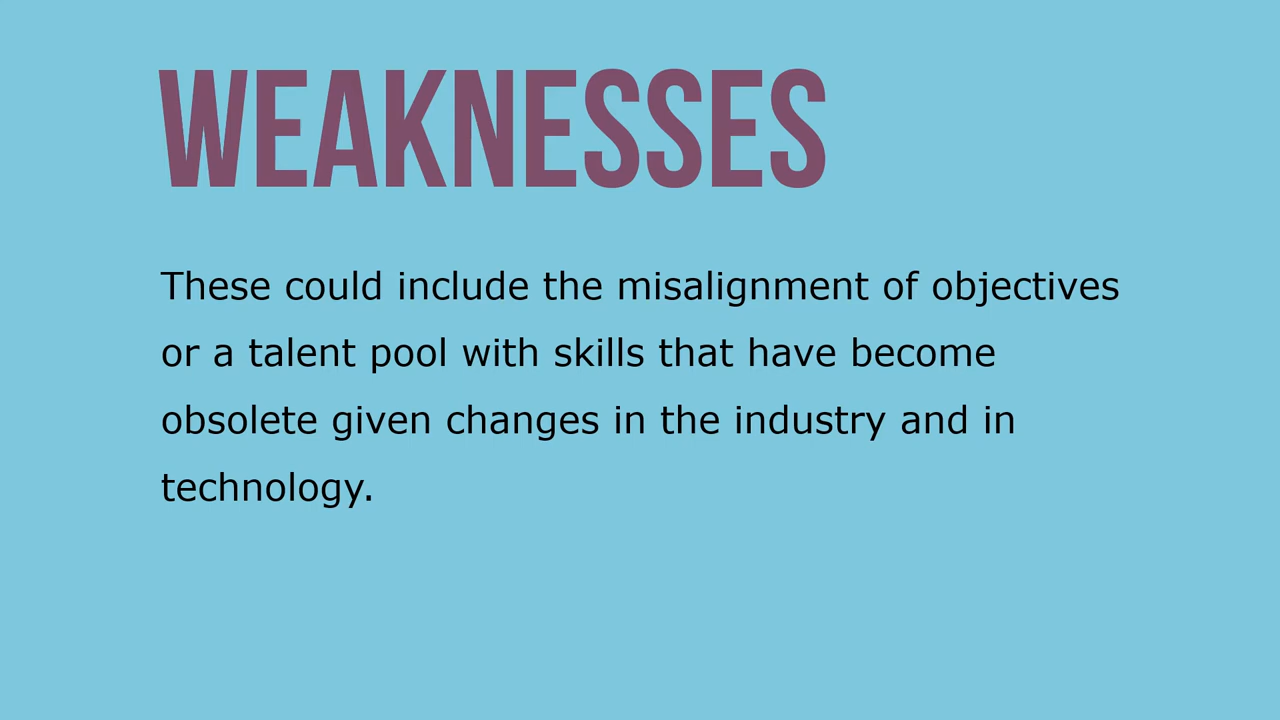 WEAKNESSES
These could include the misalignment of objectives
or a talent pool with skills that have become
obsolete given changes in the industry and in
technology.